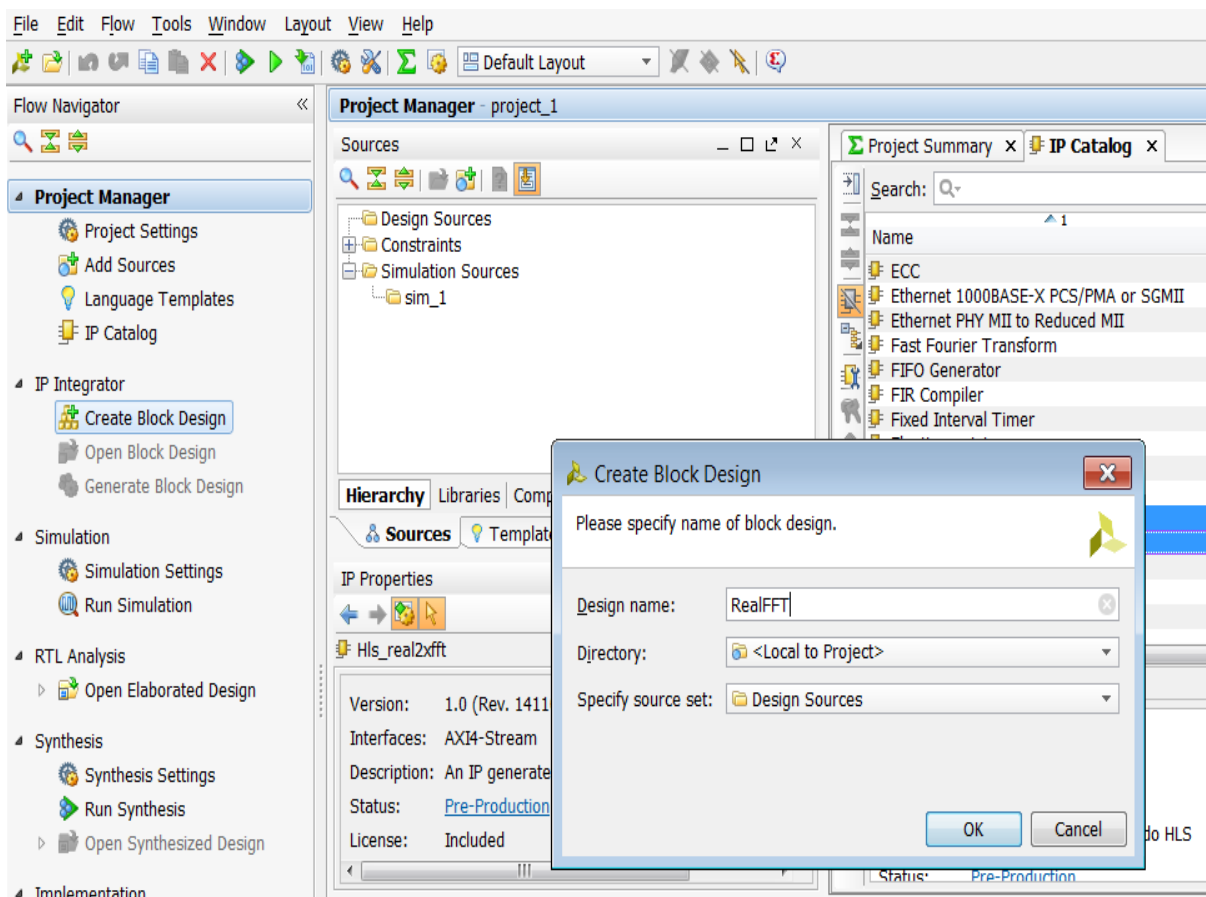 File Edit Flow Tools Window Layout View Help
Default Layout
Flow Navigator
Project Manager
Project Settings
Add Sources
Language Templates
IP Catalog
IP Integrator
Create Block Design
Open Block Design
Generate Block Design
Simulation
Simulation Settings
Run Simulation
RTL Analysis
Open Elaborated Design
Synthesis
Synthesis Settings
Run Synthesis
Open Synthesized Design
Implementation
Project Manager - project_1
Sources
Design Sources
Constraints
Simulation Sources
sim_1
Hierarchy Libraries Comp
Sources Template
IP Properties
Hls_real2xfft
Version: 1.0 (Rev. 1411
Interfaces: AXI4-Stream
Description: An IP generate
Status: Pre-Production
License: Included
Project Summary IP Catalog
Search:
1
Name
ECC
Ethernet 1000BASE-X PCS/PMA or SGMII
Ethernet PHY MII to Reduced MII
Fast Fourier Transform
FIFO Generator
FIR Compiler
Fixed Interval Timer
Create Block Design
Please specify name of block design.
Design name: RealFFT
Directory: <Local to Project>
Specify source set: Design Sources
OK Cancel
do HLS
Status: Pre-Production